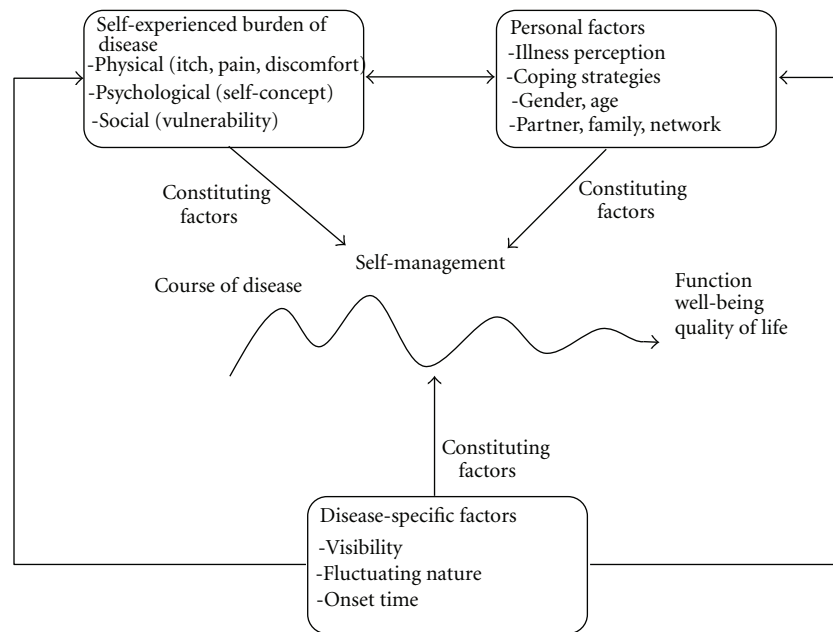 Self-experienced burden of
disease
-Physical (itch, pain, discomfort)
-Psychological (self-concept)
-Social (vulnerability)
Personal factors
-Illness perception
-Coping strategies
-Gender, age
-Partner, family, network
Constituting
factors
Constituting
factors
Self-management
Course of disease
Function
well-being
quality of life
Constituting
factors
Disease-specific factors
-Visibility
-Fluctuating nature
-Onset time